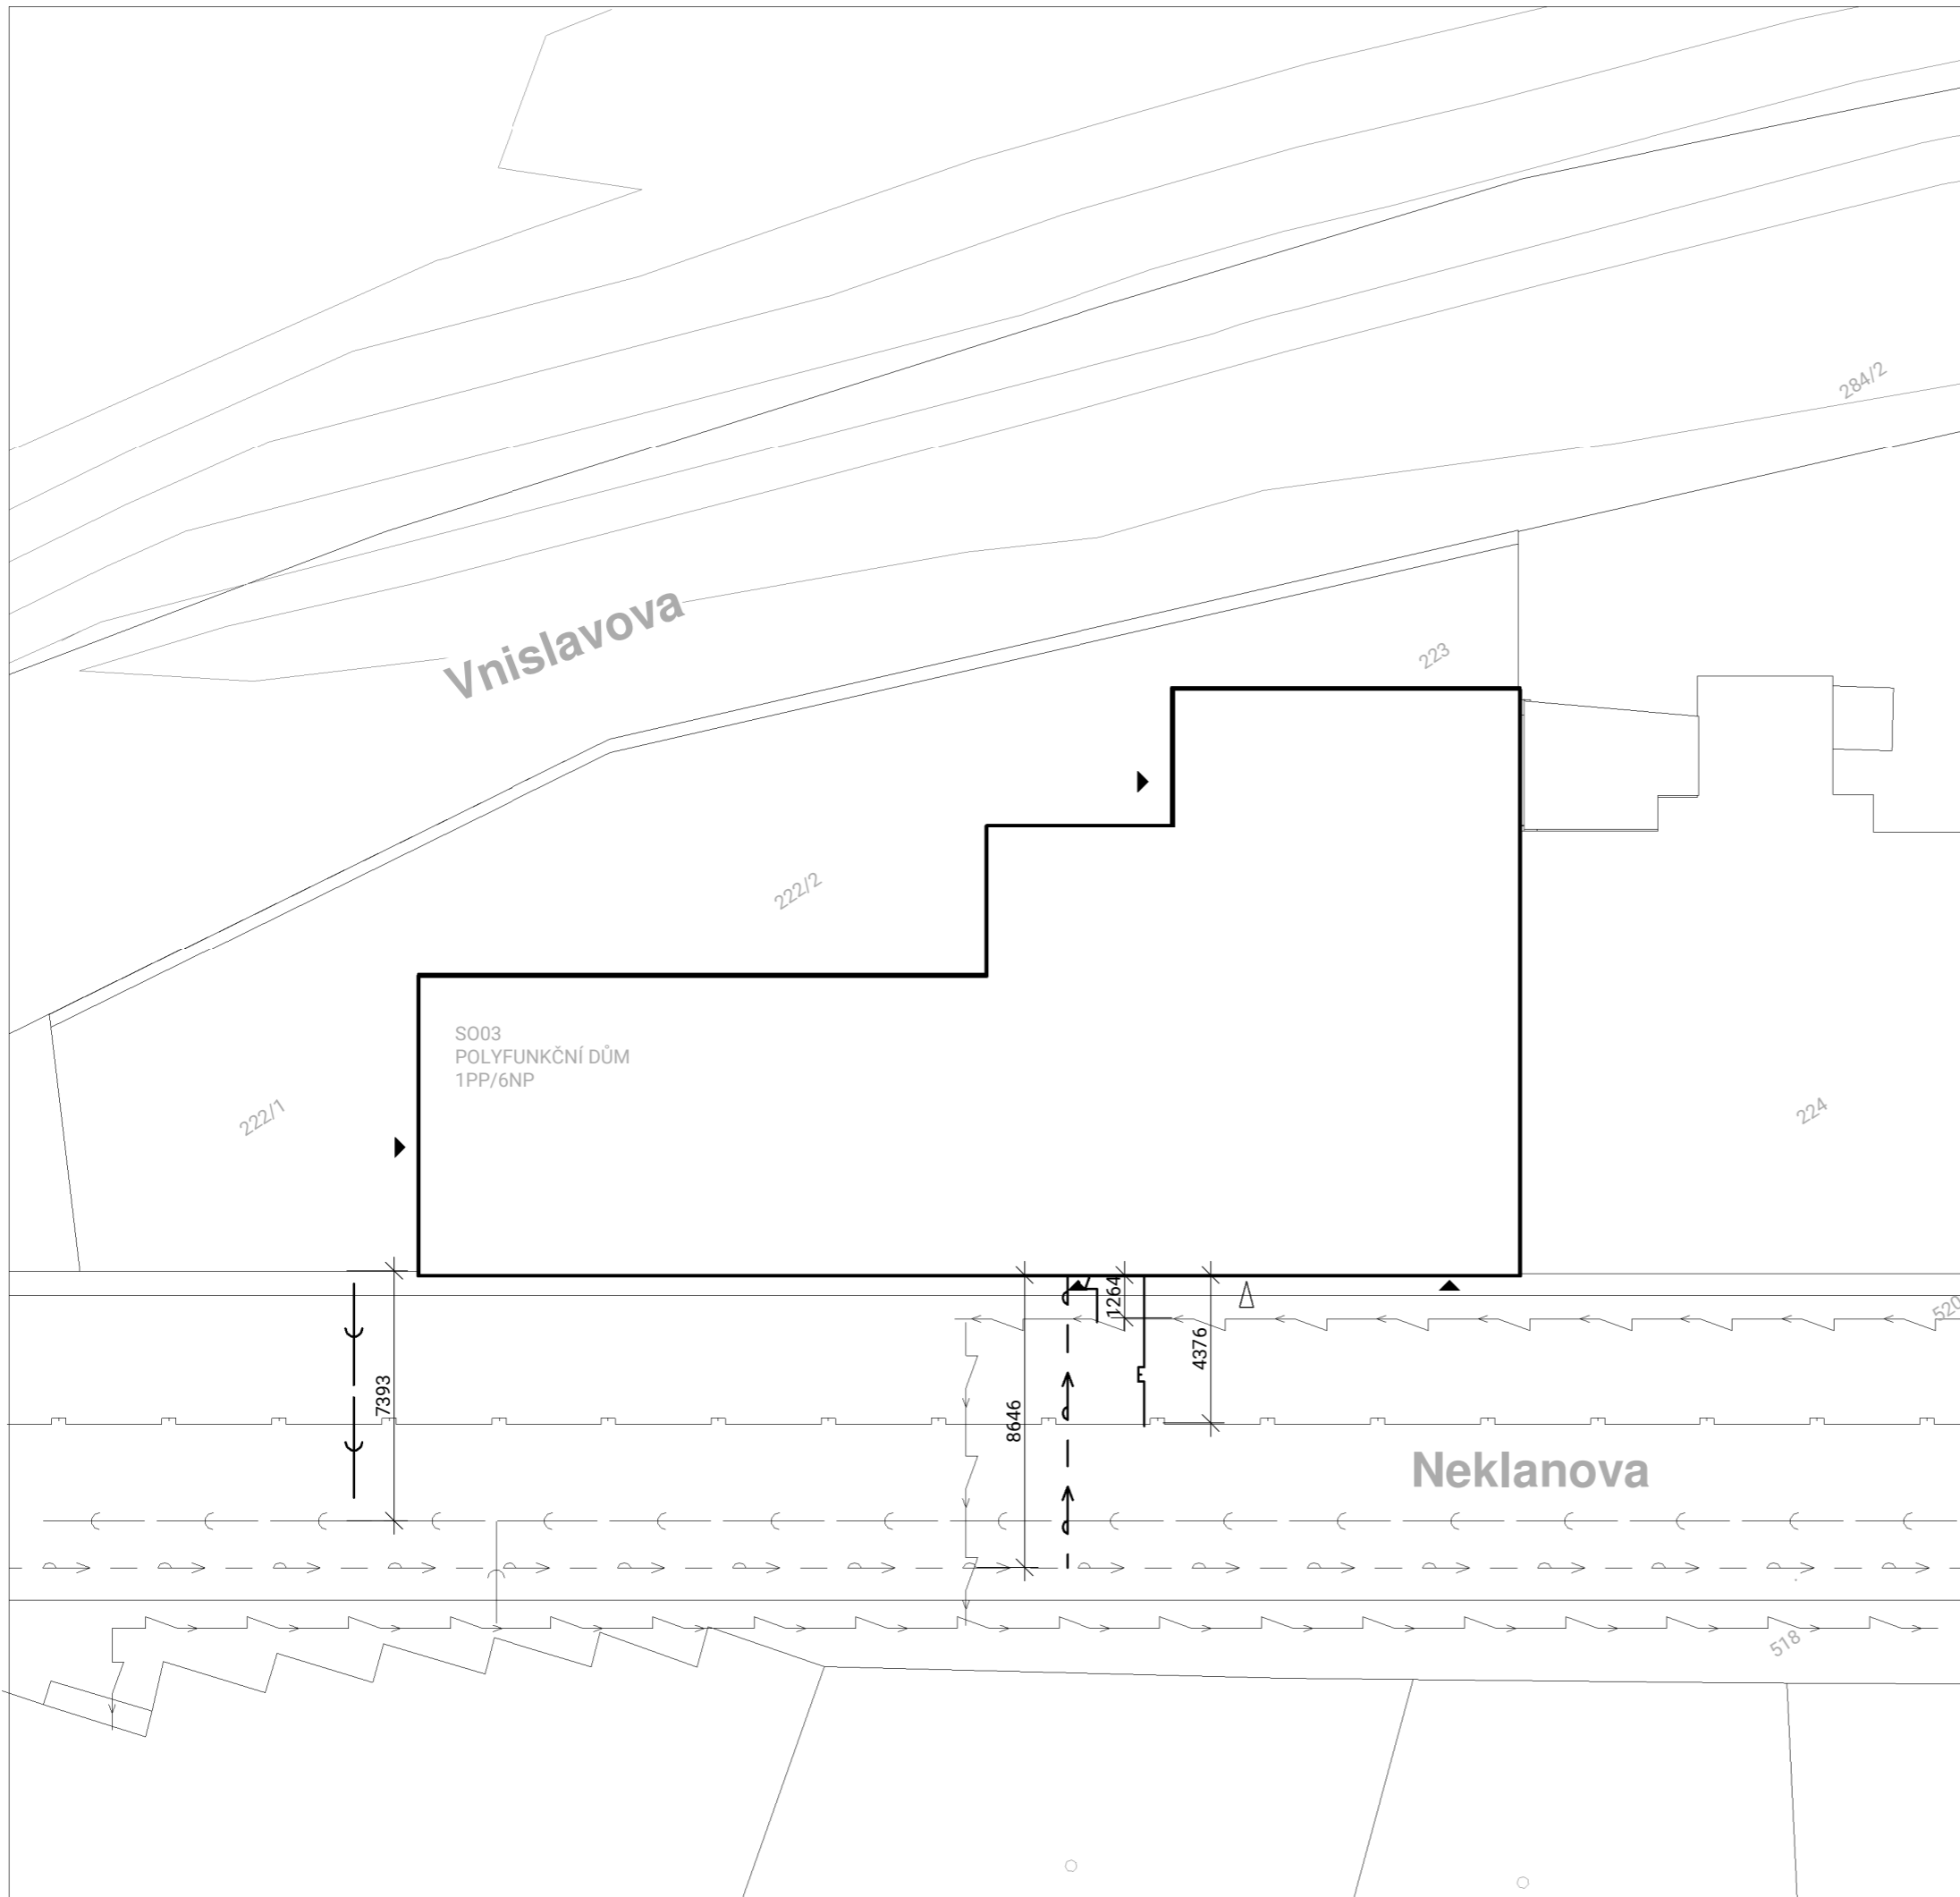 284/2
Vnislavova
223
222/2
SO03
POLYFUNKČNÍ DŮM
1PP/6NP
222/1
224
1264
520
4376
7393
8646
Neklanova
518